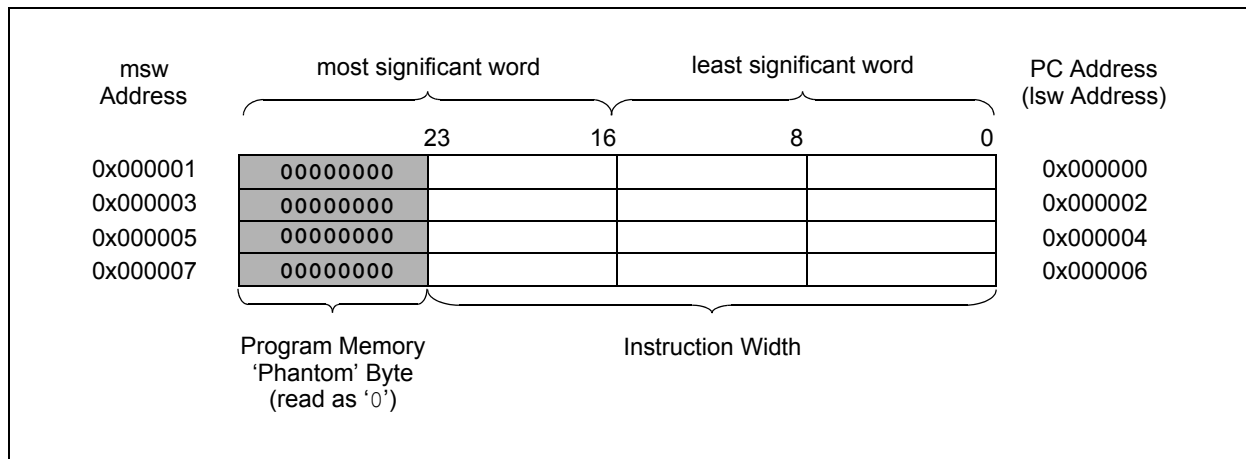 msw
Address
most significant word
least significant word
PC Address
(lsw Address)
23
16
8
0
0x000001
00000000
0x000000
0x000003
00000000
0x000002
0x000005
00000000
0x000004
0x000007
00000000
0x000006
Program Memory
‘Phantom’ Byte
(read as ‘0’)
Instruction Width